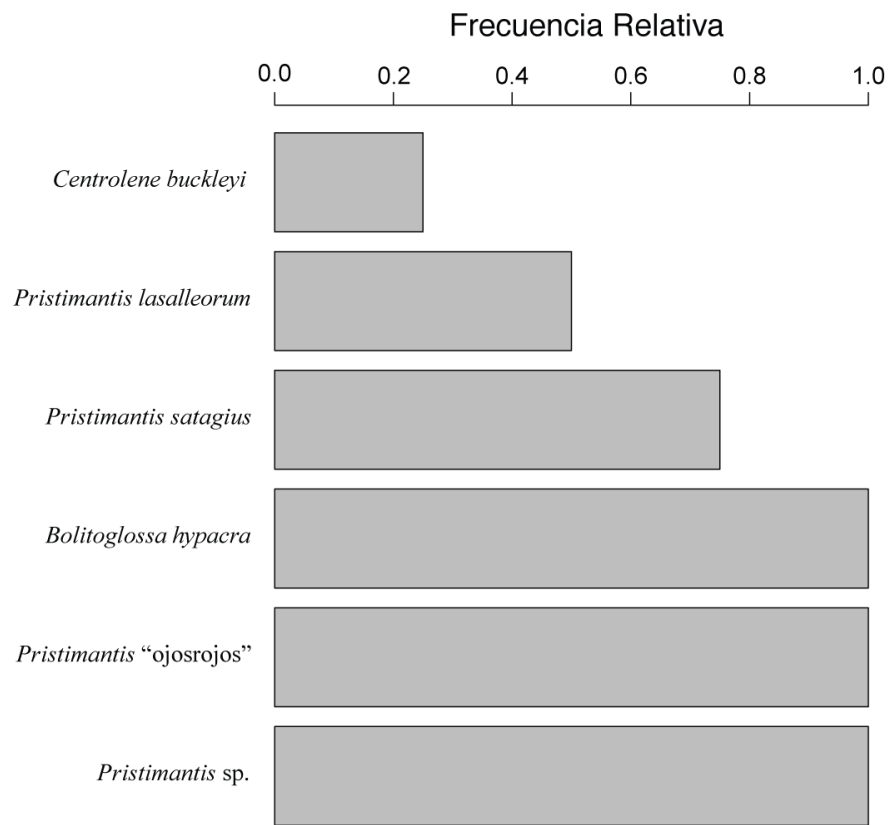 Frecuencia Relativa
0.0 0.2 0.4 0.6 0.8 1.0
Centrolene buckleyi
Pristimantis lasalleorum
Pristimantis satagius
Bolitoglossa hypacra
Pristimantis “ojosrojos”
Pristimantis sp.